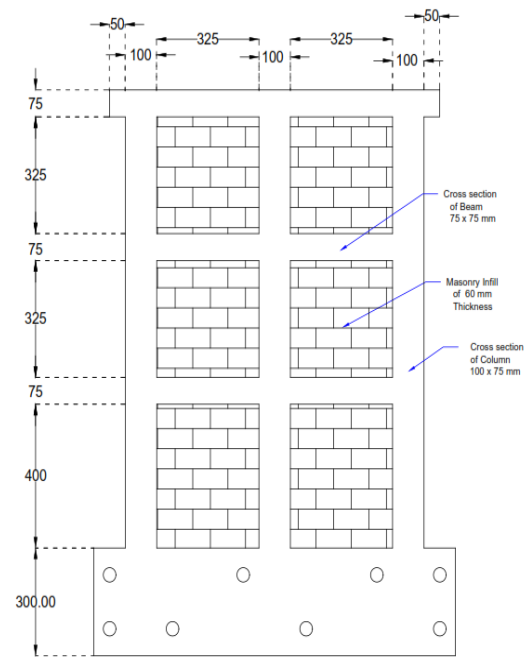 50
50
325
325
100
100
100
75
325
Cross section
of Beam
75 x 75 mm
75
Masonry Infill
of 60 mm
Thickness
325
Cross section
of Column
100 x 75 mm
75
400
300.00